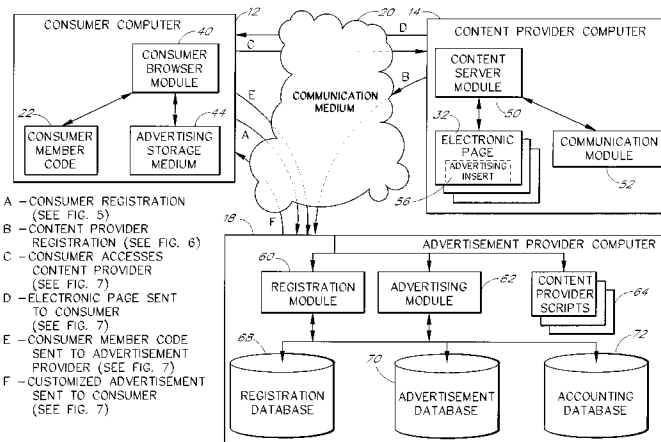 CONSUMER COMPUTER
12
40
CONSUMER
BROWSER
MODULE
22
44
CONSUMER
MEMBER
CODE
ADVERTISING
STORAGE
MEDIUM
20
D
C
E
A
B
F
COMMUNICATION
MEDIUM
14
CONTENT PROVIDER COMPUTER
CONTENT
SERVER
MODULE
50
32
ELECTRONIC
PAGE
ADVERTISING
INSERT
56
COMMUNICATION
MODULE
52
A – CONSUMER REGISTRATION
(SEE FIG. 5)
B – CONTENT PROVIDER
REGISTRATION (SEE FIG. 6)
C – CONSUMER ACCESSES
CONTENT PROVIDER
(SEE FIG. 7)
D – ELECTRONIC PAGE SENT
TO CONSUMER
(SEE FIG. 7)
E – CONSUMER MEMBER CODE
SENT TO ADVERTISEMENT
PROVIDER (SEE FIG. 7)
F – CUSTOMIZED ADVERTISEMENT
SENT TO CONSUMER
(SEE FIG. 7)
18
ADVERTISEMENT PROVIDER COMPUTER
60
REGISTRATION
MODULE
ADVERTISING
MODULE
62
CONTENT
PROVIDER
SCRIPTS
64
68
REGISTRATION
DATABASE
70
ADVERTISEMENT
DATABASE
72
ACCOUNTING
DATABASE